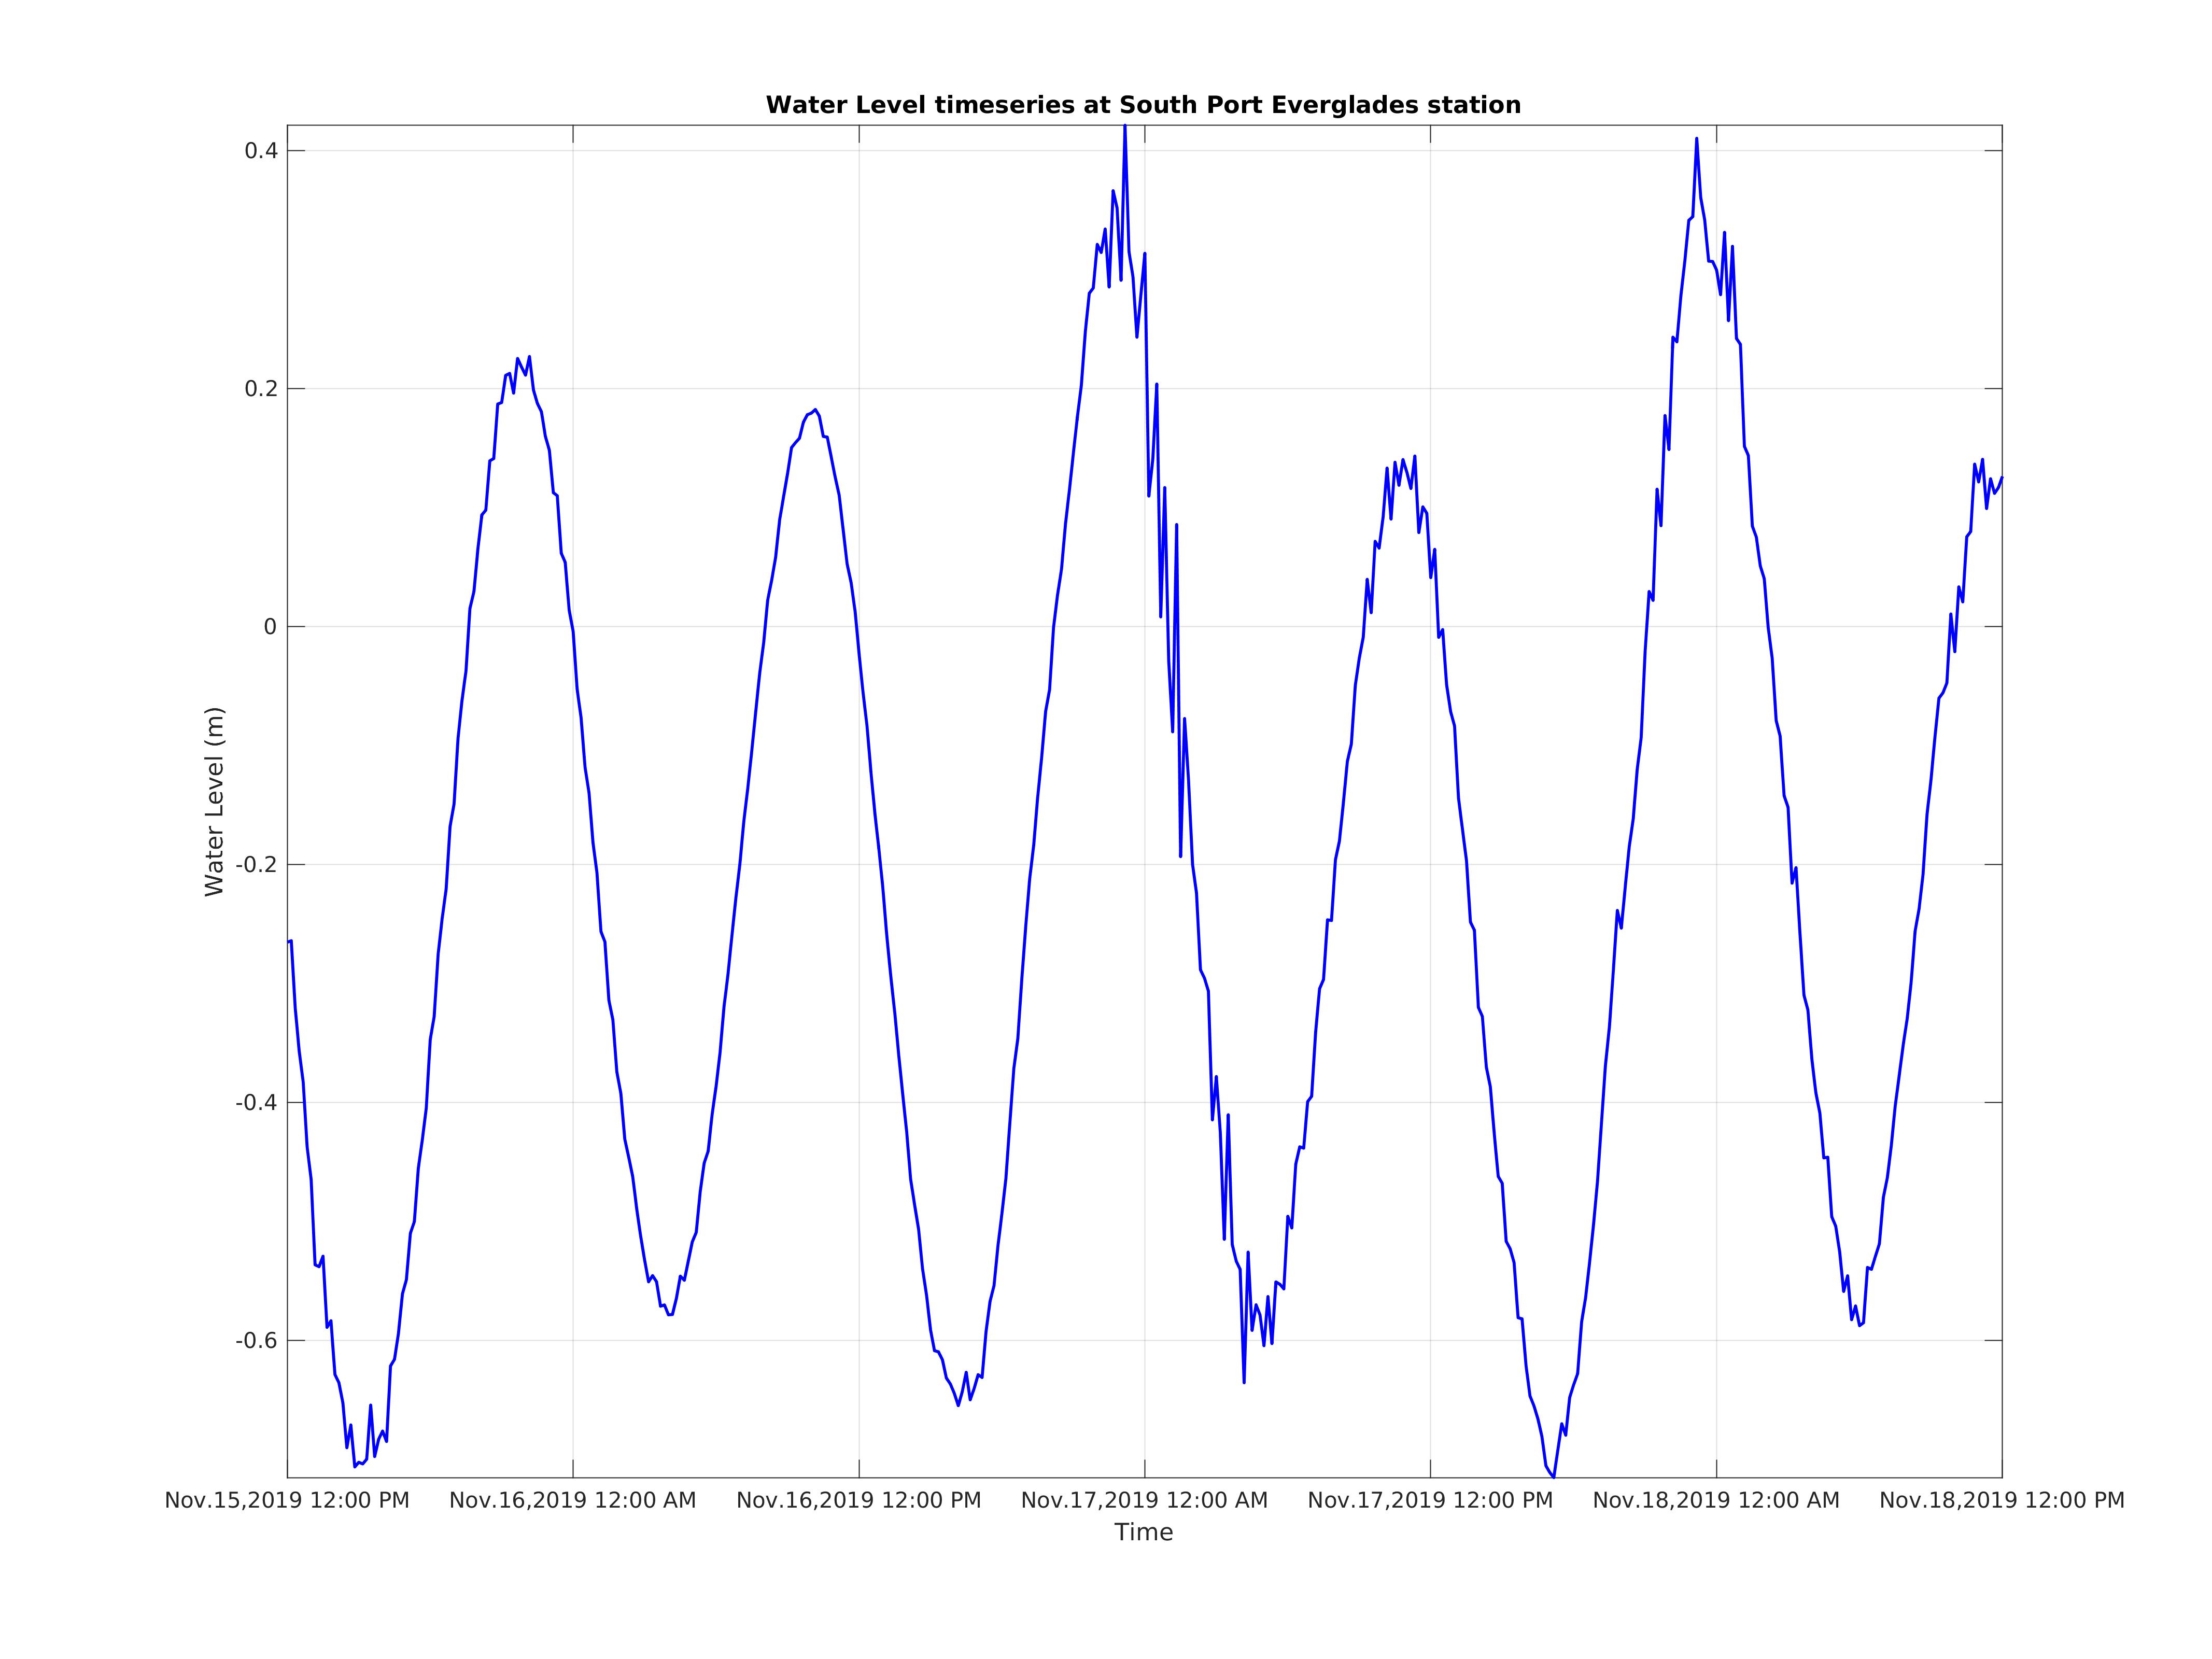 Water Level timeseries at South Port Everglades station
0.4
0.2
0
-0.2
-0.4
-0.6
Water Level (m)
Nov.15,2019 12:00 PM
Nov.16,2019 12:00 AM
Nov.16,2019 12:00 PM
Nov.17,2019 12:00 AM
Nov.17,2019 12:00 PM
Nov.18,2019 12:00 AM
Nov.18,2019 12:00 PM
Time